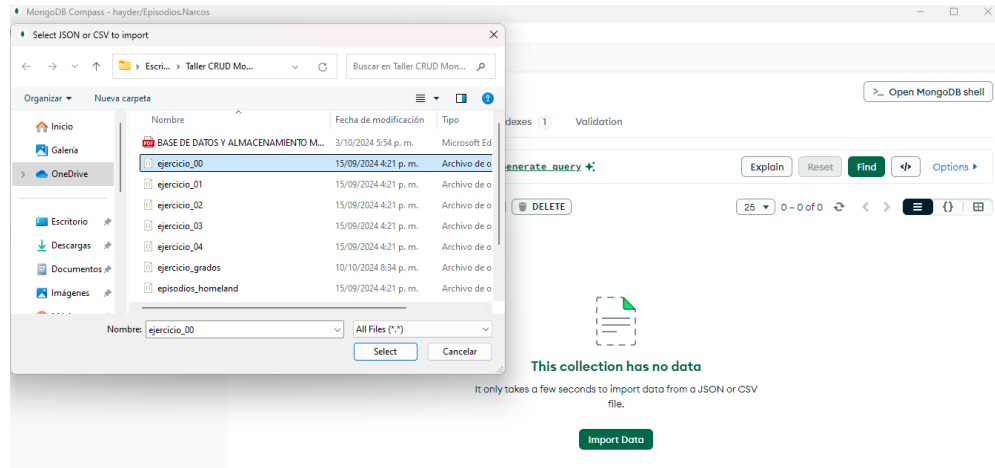 MongoDB Compass - hayder/Episodios.Narcos
Select JSON or CSV to import
Escri... > Taller CRUD Mo...
Buscar en Taller CRUD Mon...
>_ Open MongoDB shell
Organizar
Nueva carpeta
Inicio
Galería
OneDrive
Escritorio
Descargas
Documentos
Imágenes
Nombre Fecha de modificación Tipo
PDF BASE DE DATOS Y ALMACENAMIENTO M... 3/10/2024 5:54 p. m. Microsoft Ed
ejercicio_00 15/09/2024 4:21 p. m. Archivo de o
ejercicio_01 15/09/2024 4:21 p. m. Archivo de o
ejercicio_02 15/09/2024 4:21 p. m. Archivo de o
ejercicio_03 15/09/2024 4:21 p. m. Archivo de o
ejercicio_04 15/09/2024 4:21 p. m. Archivo de o
ejercicio_grados 10/10/2024 8:34 p. m. Archivo de o
episodios_homeland 15/09/2024 4:21 p. m. Archivo de o
Nombre: ejercicio_00 All Files (*.*)
Select Cancelar
dexes 1 Validation
enerate query Explain Reset Find </> Options
DELETE 25 0 – 0 of 0 {}
This collection has no data
It only takes a few seconds to import data from a JSON or CSV
file.
Import Data